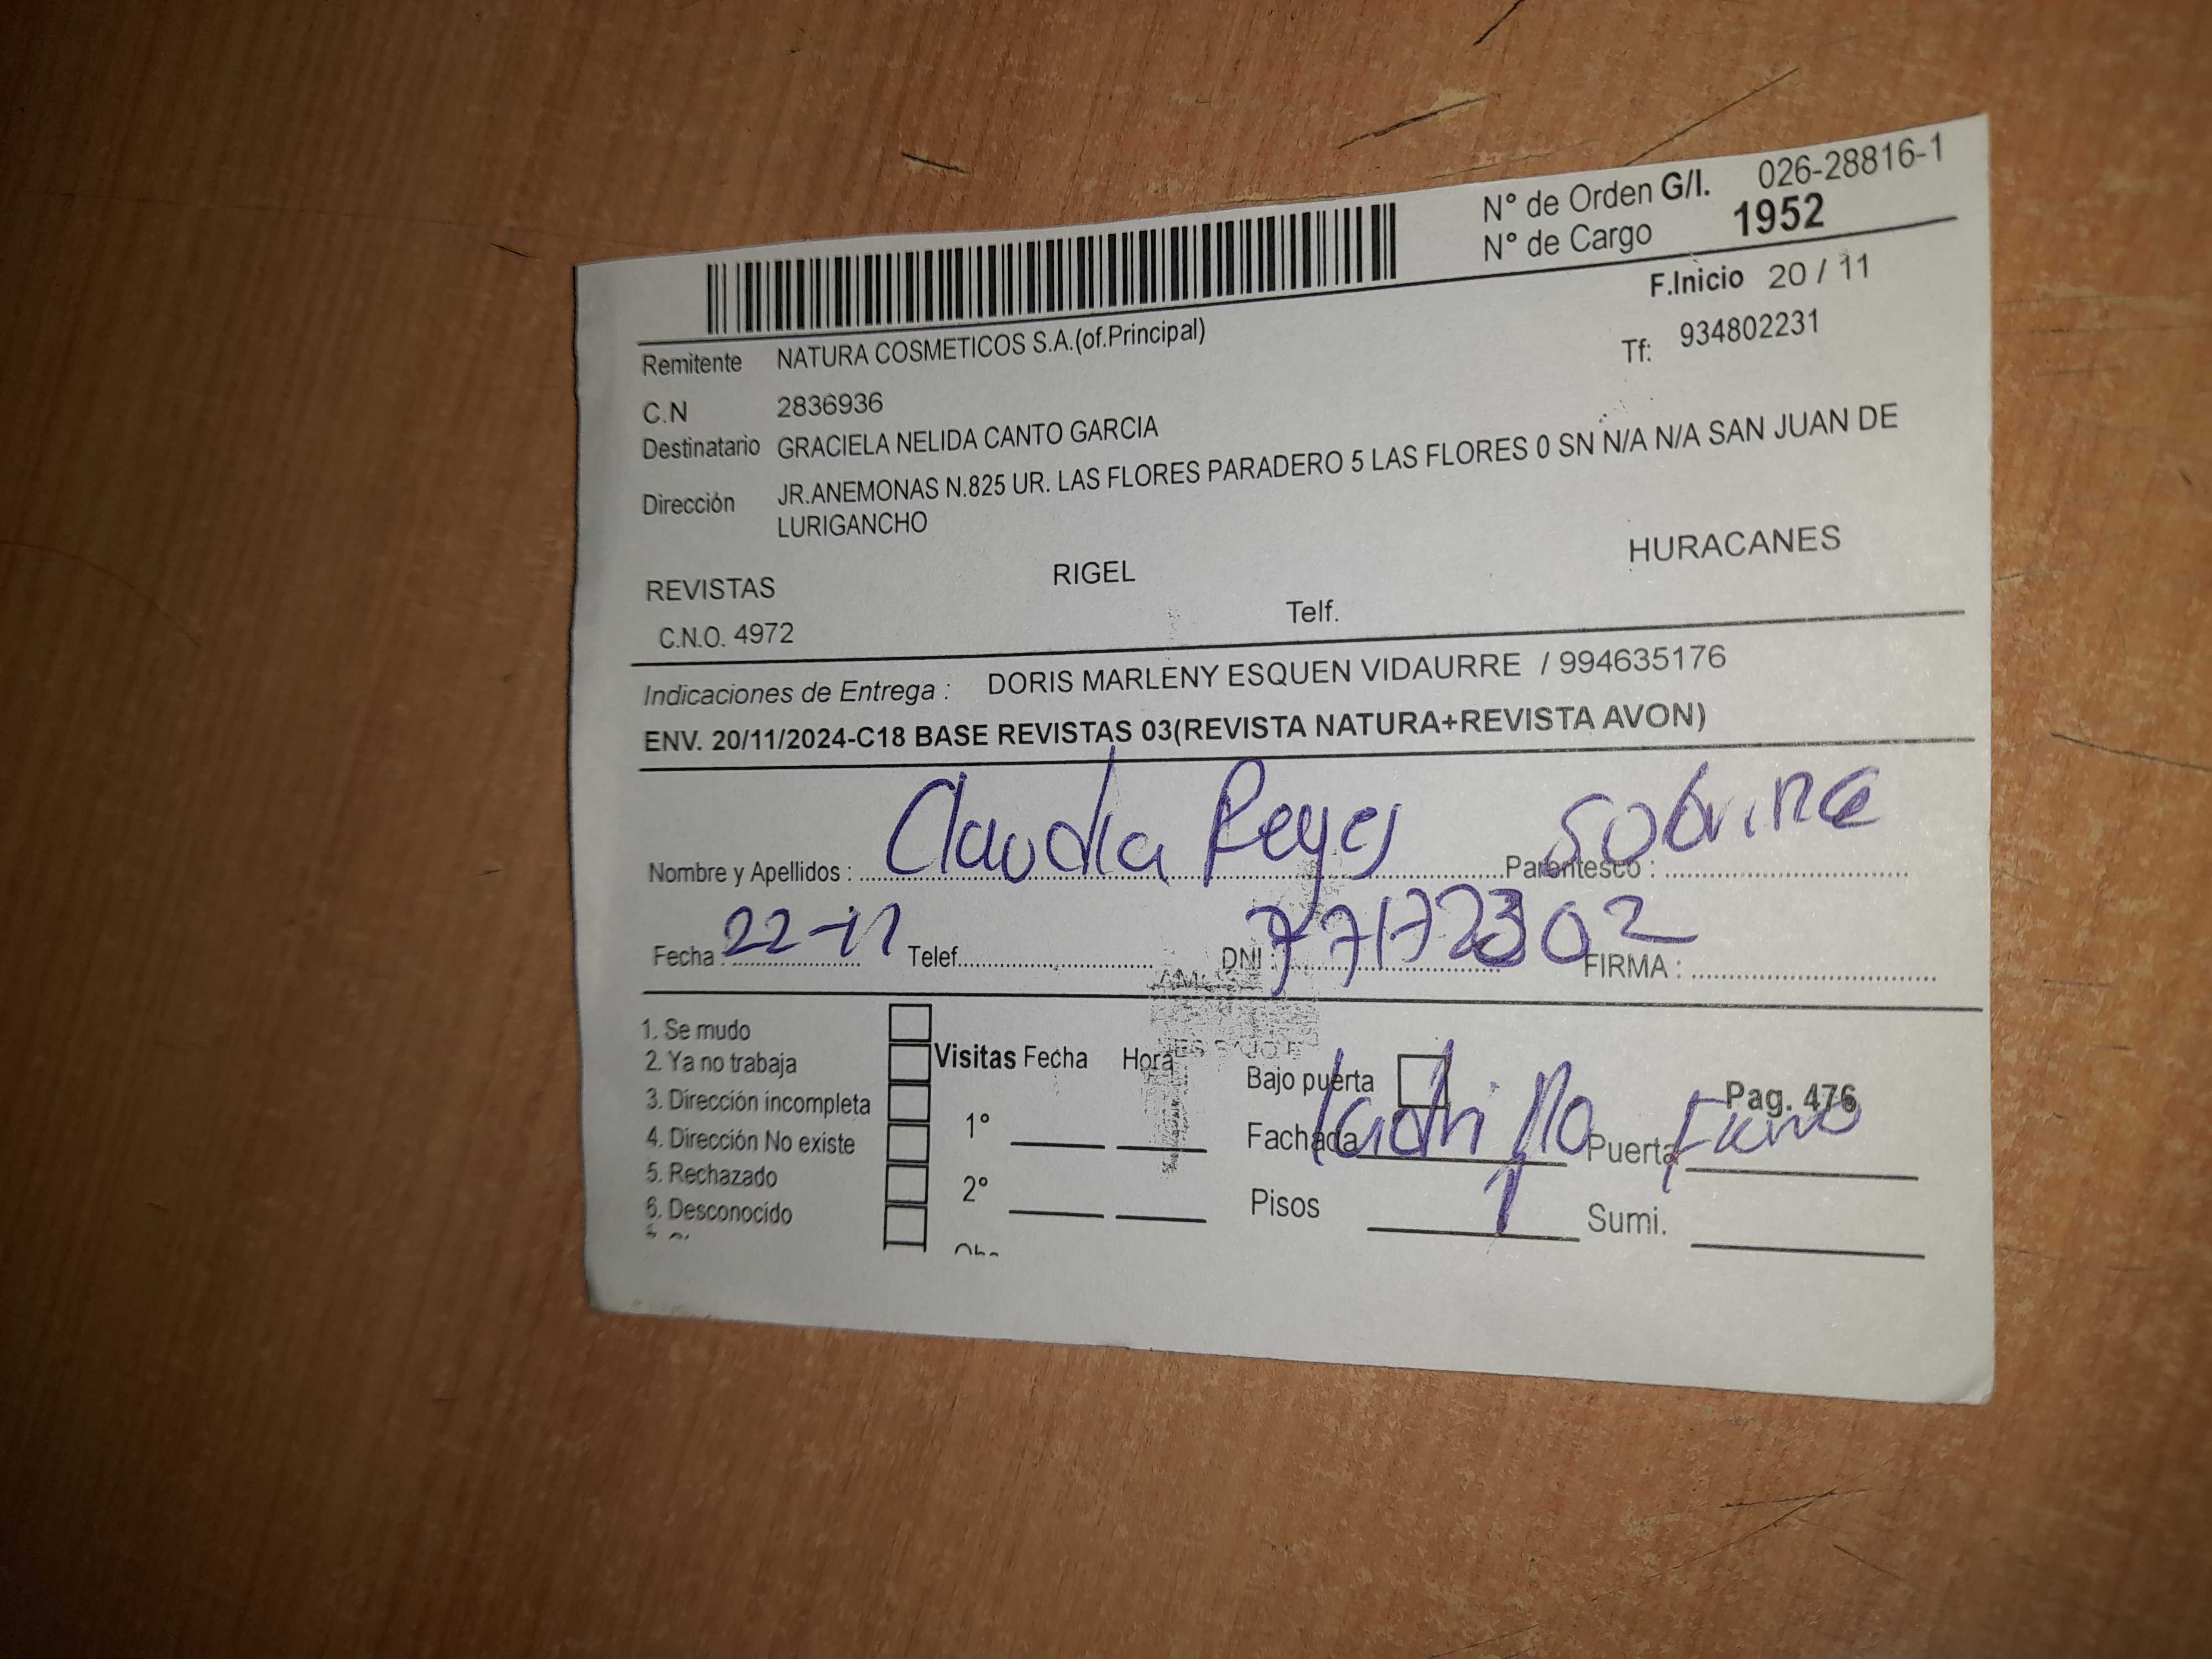 N° de Orden G/I. 026-28816-1
N° de Cargo 1952
F.Inicio 20 / 11
Remitente NATURA COSMETICOS S.A.(of.Principal)
Tf: 934802231
C.N 2836936
Destinatario GRACIELA NELIDA CANTO GARCIA
Dirección JR.ANEMONAS N.825 UR. LAS FLORES PARADERO 5 LAS FLORES 0 SN N/A N/A SAN JUAN DE
LURIGANCHO
REVISTAS RIGEL HURACANES
C.N.O. 4972 Telf.
Indicaciones de Entrega : DORIS MARLENY ESQUEN VIDAURRE / 994635176
ENV. 20/11/2024-C18 BASE REVISTAS 03(REVISTA NATURA+REVISTA AVON)
Nombre y Apellidos : Claudia Reyes Parentesco : sobrina
Fecha : 22-11 Telef. DNI : 77172302 FIRMA :
1. Se mudo
2. Ya no trabaja
3. Dirección incompleta
4. Dirección No existe
5. Rechazado
6. Desconocido
Visitas Fecha Hora
1°
2°
Bajo puerta Pag. 476
Fachada ladrillo Puerta
Pisos 1 Sumi.